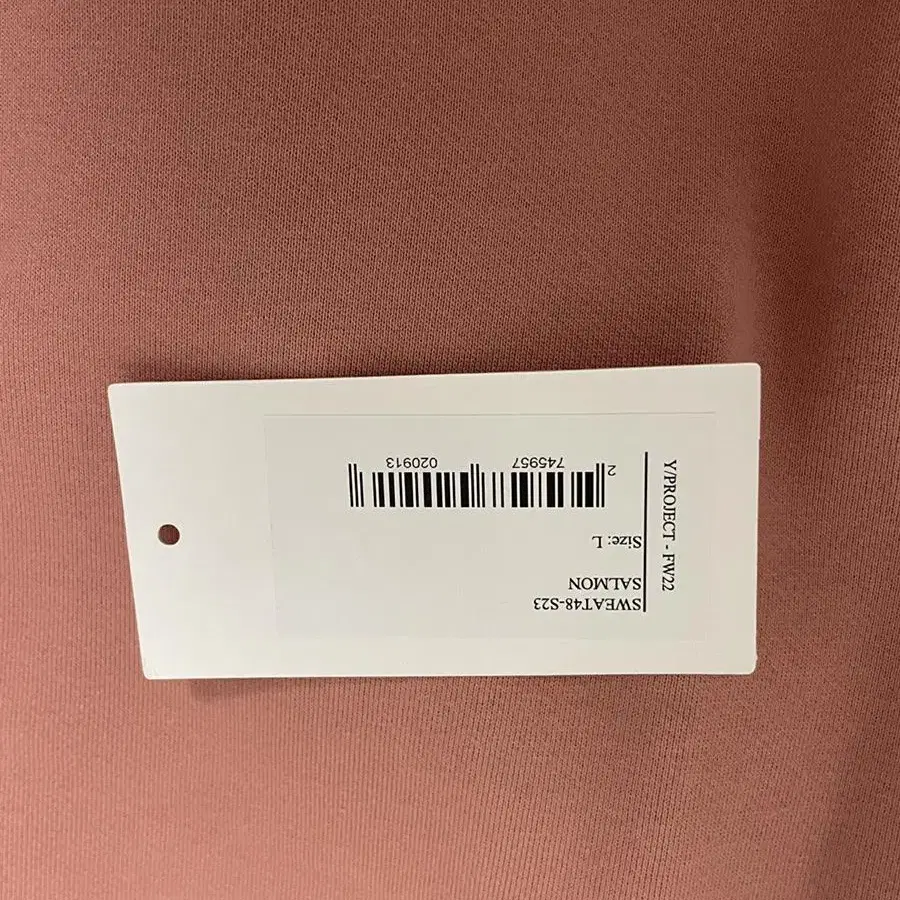 Y/PROJECT - FW22
SWEAT48-S23
SALMON
Size: L
2 745957 020913